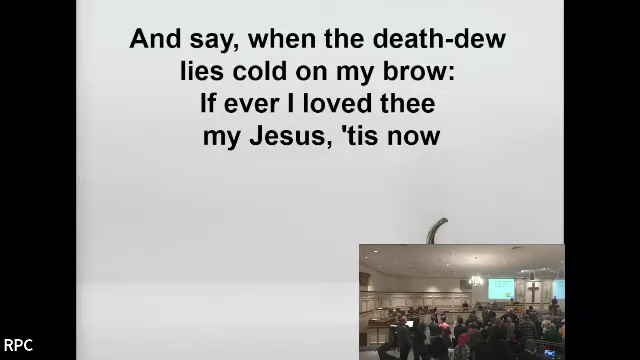 And say, when the death-dew
lies cold on my brow:
If ever I loved thee
my Jesus, 'tis now
RPC